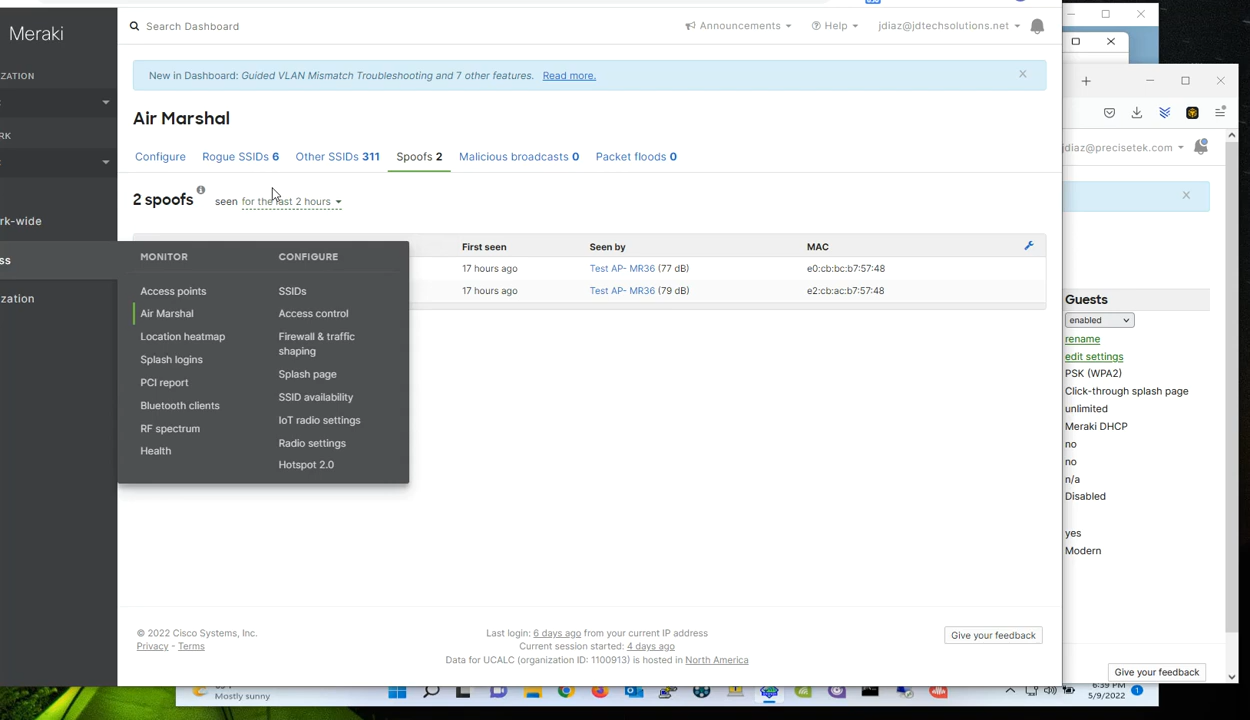 Meraki
Search Dashboard
Announcements
Help
jdiaz@jdtechsolutions.net
ZATION
RK
rk-wide
ss
zation
New in Dashboard: Guided VLAN Mismatch Troubleshooting and 7 other features. Read more.
Air Marshal
Configure
Rogue SSIDs 6
Other SSIDs 311
Spoofs 2
Malicious broadcasts 0
Packet floods 0
2 spoofs
seen for the last 2 hours
First seen
Seen by
MAC
17 hours ago
Test AP- MR36 (77 dB)
e0:cb:bc:b7:57:48
17 hours ago
Test AP- MR36 (79 dB)
e2:cb:ac:b7:57:48
MONITOR
Access points
Air Marshal
Location heatmap
Splash logins
PCI report
Bluetooth clients
RF spectrum
Health
CONFIGURE
SSIDs
Access control
Firewall & traffic
shaping
Splash page
SSID availability
IoT radio settings
Radio settings
Hotspot 2.0
© 2022 Cisco Systems, Inc.
Privacy - Terms
Last login: 6 days ago from your current IP address
Current session started: 4 days ago
Data for UCALC (organization ID: 1100913) is hosted in North America
Give your feedback
jdiaz@precisetek.com
Guests
enabled
rename
edit settings
PSK (WPA2)
Click-through splash page
unlimited
Meraki DHCP
no
no
n/a
Disabled
yes
Modern
Give your feedback
Mostly sunny
6:39 PM
5/9/2022
1